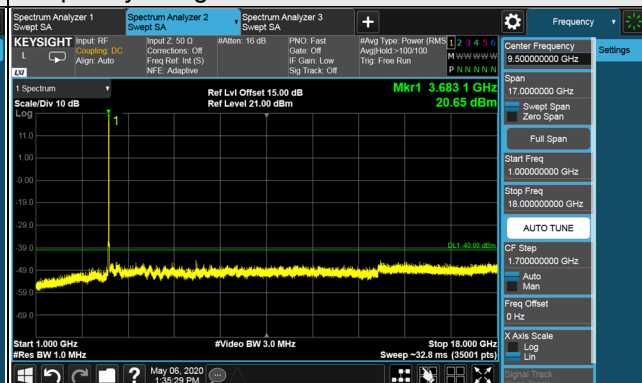 Spectrum Analyzer 1
Swept SA
Spectrum Analyzer 2
Swept SA
Spectrum Analyzer 3
Swept SA
+
Frequency
KEYSIGHT
L
LXI
Input: RF
Coupling: DC
Align: Auto
Input Z: 50 Ω
Corrections: Off
Freq Ref: Int (S)
NFE: Adaptive
#Atten: 16 dB
PNO: Fast
Gate: Off
IF Gain: Low
Sig Track: Off
#Avg Type: Power (RMS
Avg|Hold:>100/100
Trig: Free Run
1 2 3 4 5 6
M W W W W W
P N N N N N
Center Frequency
9.500000000 GHz
Settings
1 Spectrum
Scale/Div 10 dB
Log
Ref Lvl Offset 15.00 dB
Ref Level 21.00 dBm
Mkr1 3.683 1 GHz
20.65 dBm
Span
17.0000000 GHz
Swept Span
Zero Span
Full Span
Start Freq
1.000000000 GHz
Stop Freq
18.000000000 GHz
AUTO TUNE
CF Step
1.700000000 GHz
Auto
Man
Freq Offset
0 Hz
X Axis Scale
Log
Lin
Signal Track
1
11.0
1.00
-9.00
-19.0
-29.0
-39.0
-49.0
-59.0
-69.0
DL1 -40.00 dBm
Start 1.000 GHz
#Res BW 1.0 MHz
#Video BW 3.0 MHz
Stop 18.000 GHz
Sweep ~32.8 ms (35001 pts)
?
May 06, 2020
1:35:29 PM